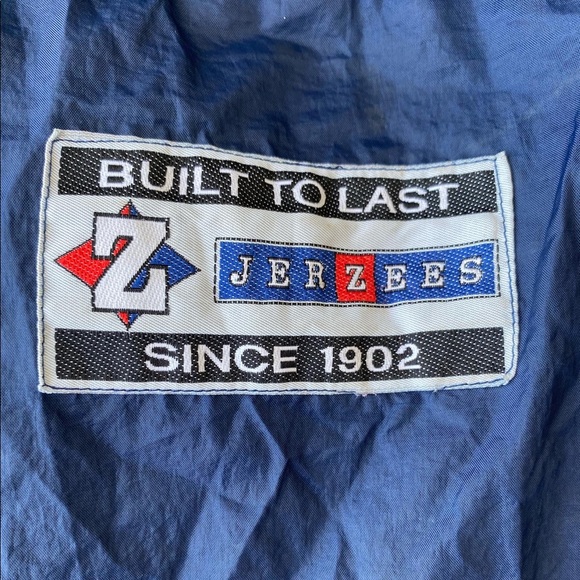 BUILT TO LAST
Z
JERZEES
SINCE 1902